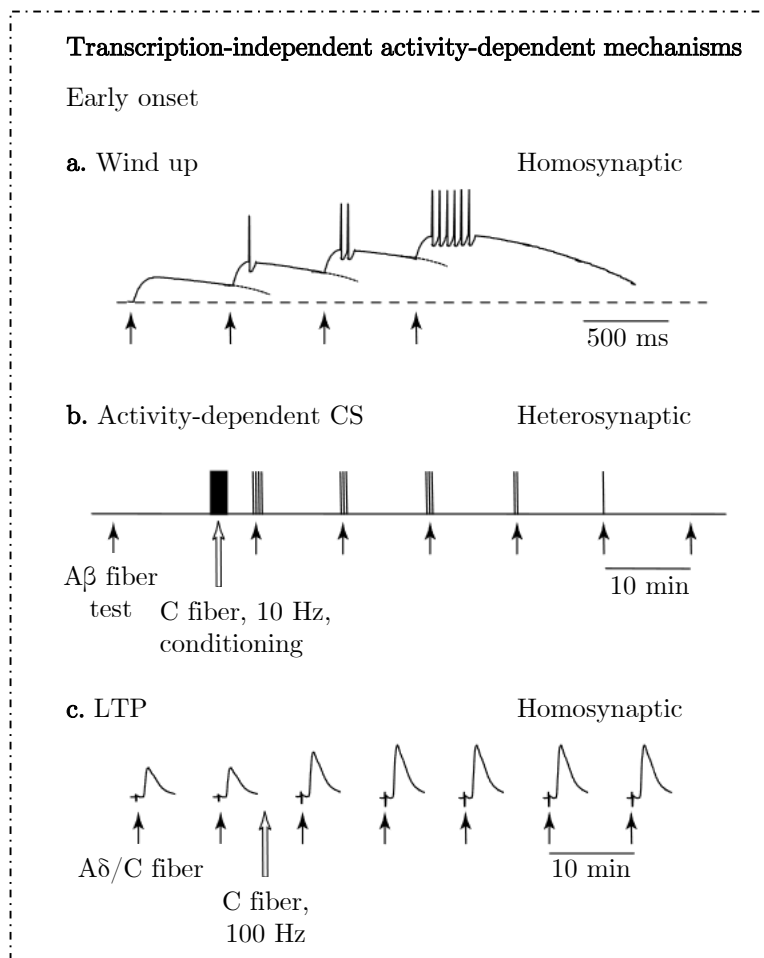 Transcription-independent activity-dependent mechanisms
Early onset
a. Wind up Homosynaptic
500 ms
b. Activity-dependent CS Heterosynaptic
Aβ fiber
test
10 min
C fiber, 10 Hz,
conditioning
c. LTP Homosynaptic
Aδ/C fiber
10 min
C fiber,
100 Hz